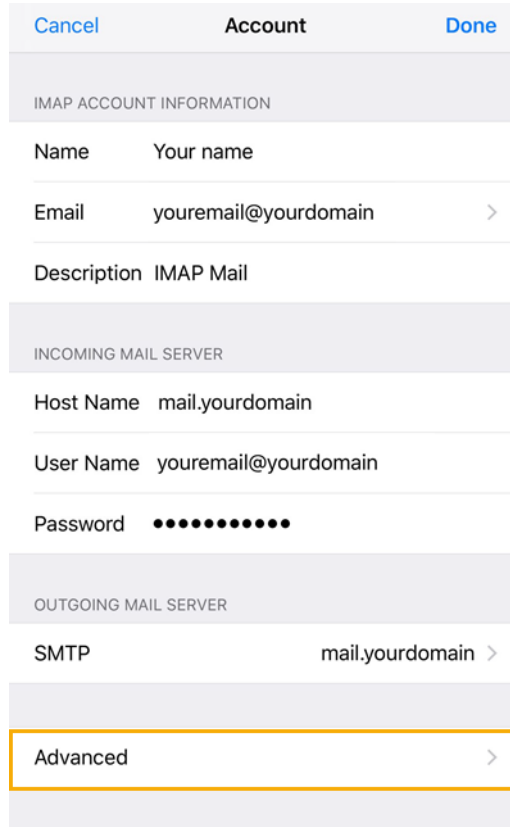 Cancel Account Done
IMAP ACCOUNT INFORMATION
Name Your name
Email youremail@yourdomain
Description IMAP Mail
INCOMING MAIL SERVER
Host Name mail.yourdomain
User Name youremail@yourdomain
Password ●●●●●●●●●●●
OUTGOING MAIL SERVER
SMTP mail.yourdomain
Advanced